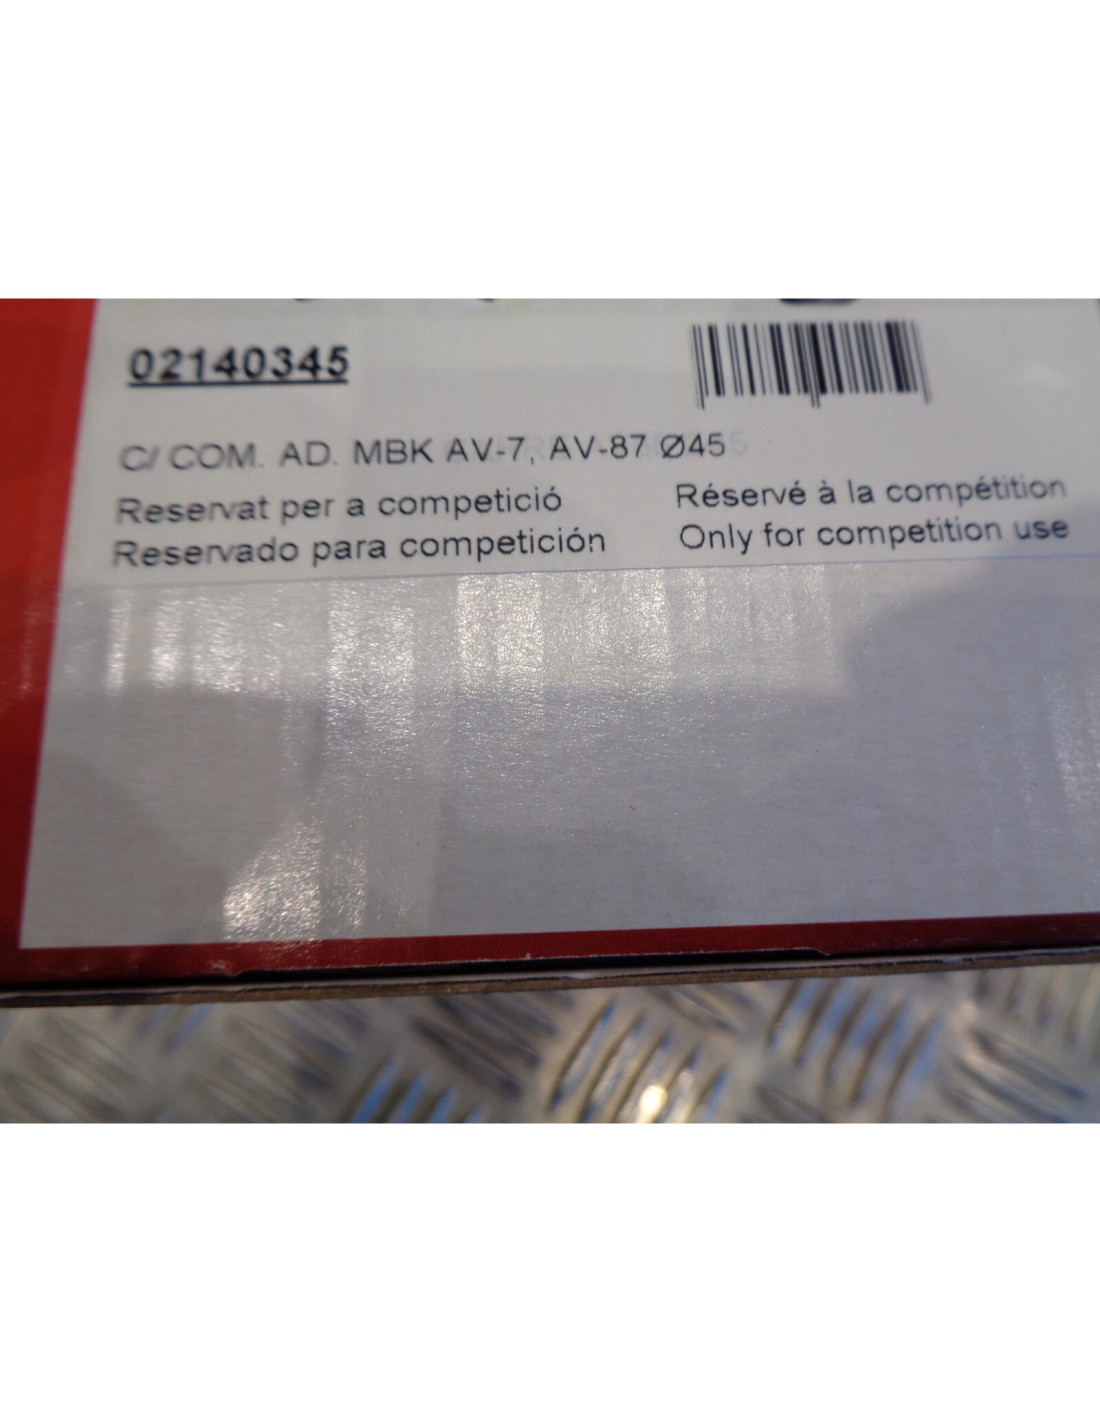 02140345
C/ COM. AD. MBK AV-7, AV-87 Ø45
Reservat per a competició
Réservé à la compétition
Reservado para competición
Only for competition use